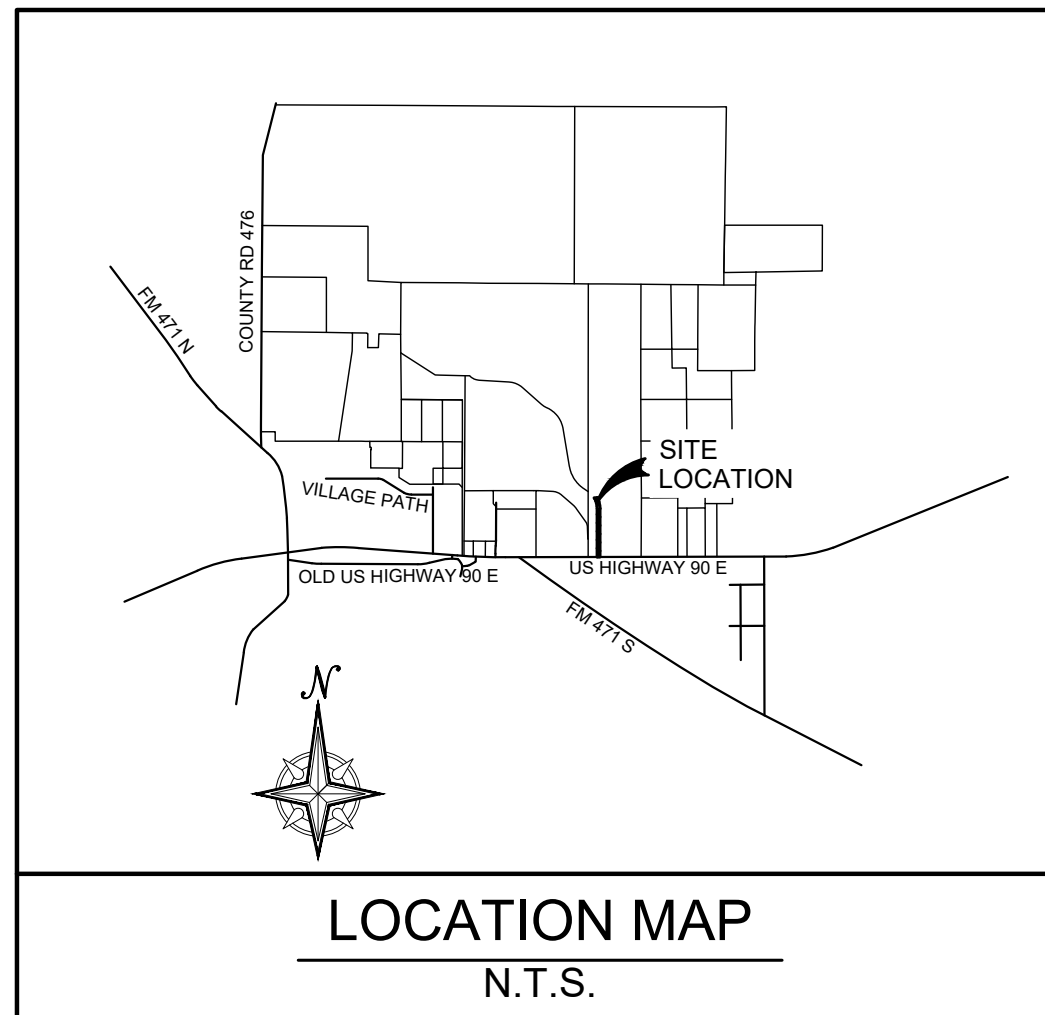 COUNTY RD 476
FM 471 N
SITE
LOCATION
VILLAGE PATH
OLD US HIGHWAY 90 E
US HIGHWAY 90 E
FM 471 S
N
LOCATION MAP
N.T.S.